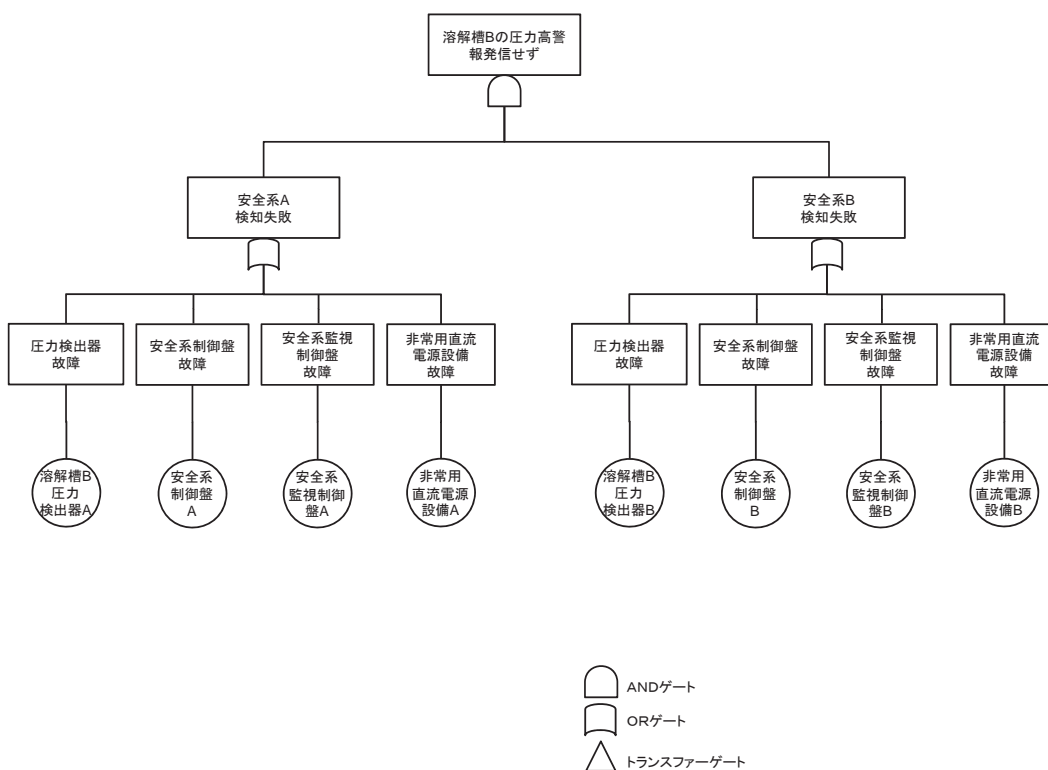 溶解槽Bの圧力高警
報発信せず
安全系A
検知失敗
安全系B
検知失敗
圧力検出器
故障
安全系制御盤
故障
安全系監視
制御盤
故障
非常用直流
電源設備
故障
圧力検出器
故障
安全系制御盤
故障
安全系監視
制御盤
故障
非常用直流
電源設備
故障
溶解槽B
圧力
検出器A
安全系
制御盤
A
安全系
監視制御
盤A
非常用
直流電源
設備A
溶解槽B
圧力
検出器B
安全系
制御盤
B
安全系
監視制御
盤B
非常用
直流電源
設備B
ANDゲート
ORゲート
トランスファーゲート